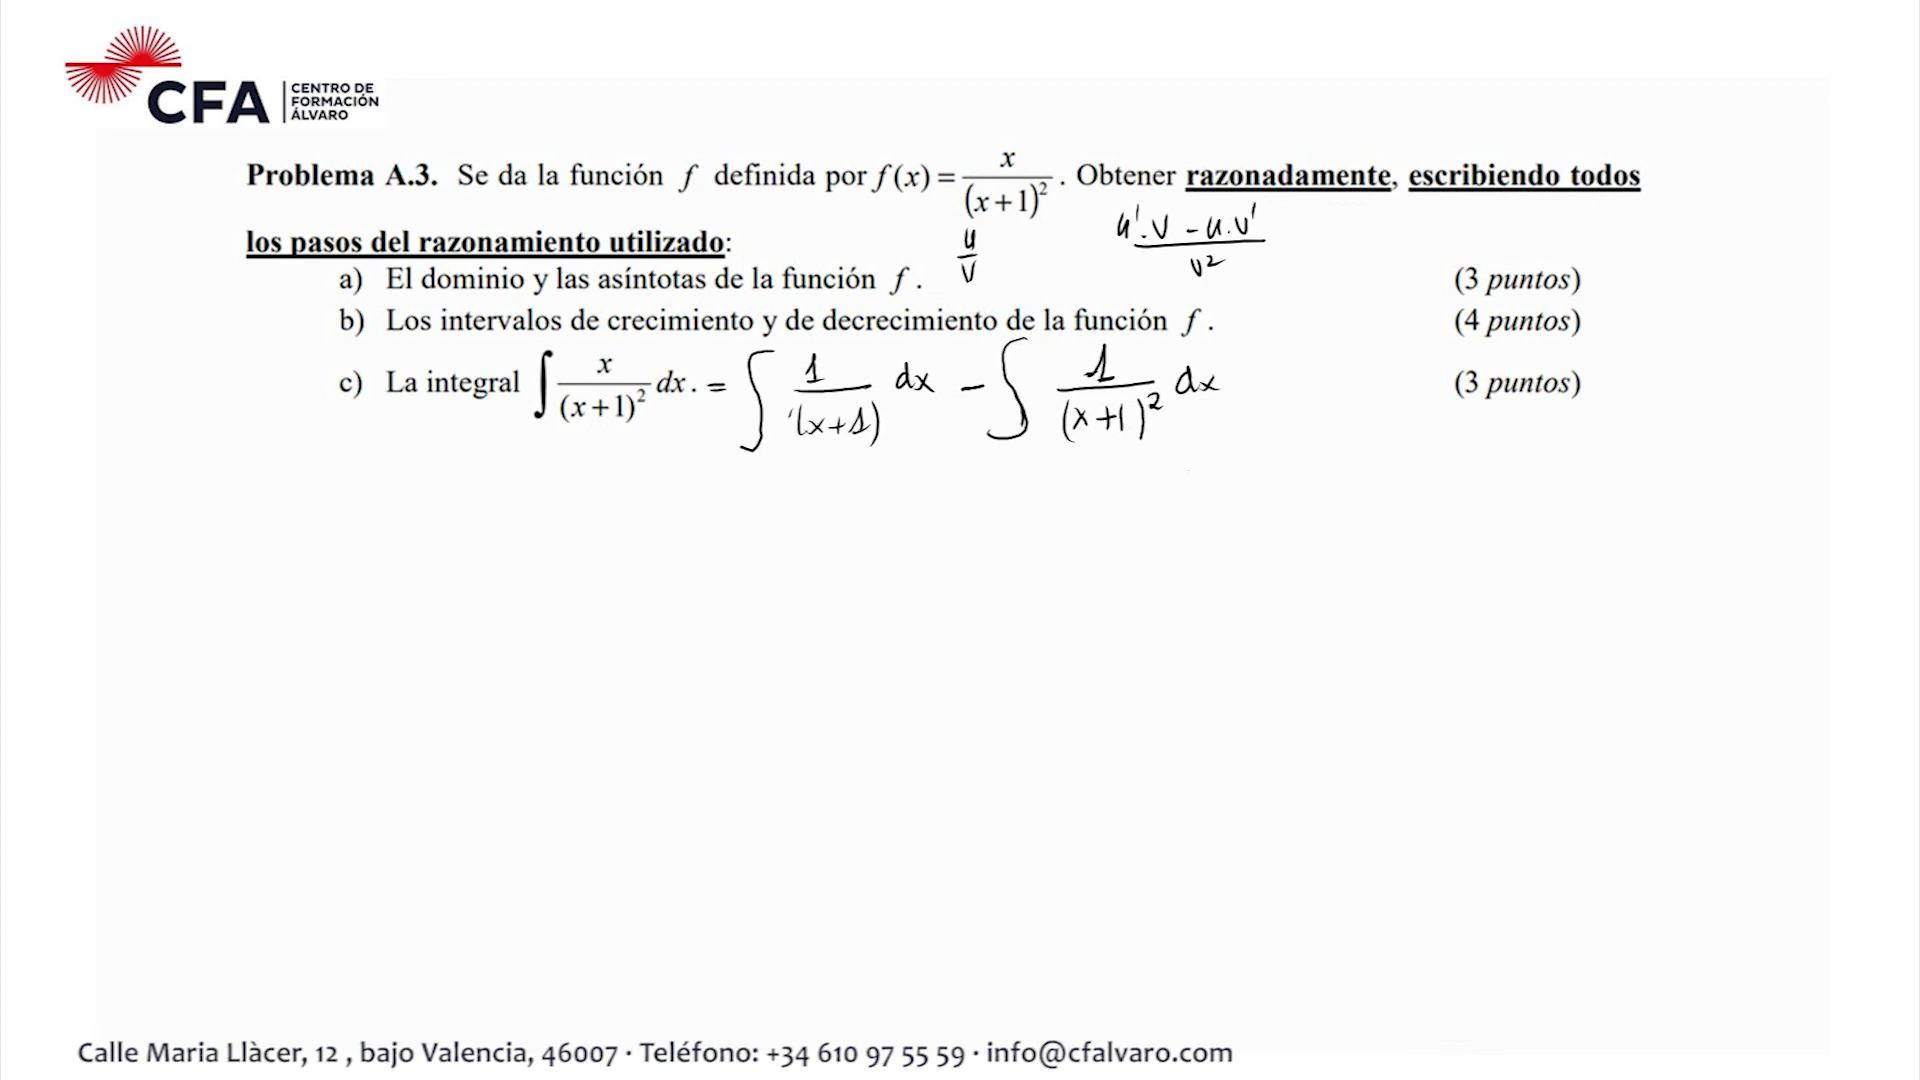 CFA
CENTRO DE
FORMACIÓN
ÁLVARO
Problema A.3. Se da la función f definida por f(x) = x/(x+1)². Obtener razonadamente, escribiendo todos
los pasos del razonamiento utilizado:
u/v
u'.v - u.v' / v²
a) El dominio y las asíntotas de la función f. (3 puntos)
b) Los intervalos de crecimiento y de decrecimiento de la función f. (4 puntos)
c) La integral ∫ x/(x+1)² dx. = ∫ 1/(x+1) dx - ∫ 1/(x+1)² dx (3 puntos)
Calle Maria Llàcer, 12 , bajo Valencia, 46007 · Teléfono: +34 610 97 55 59 · info@cfalvaro.com